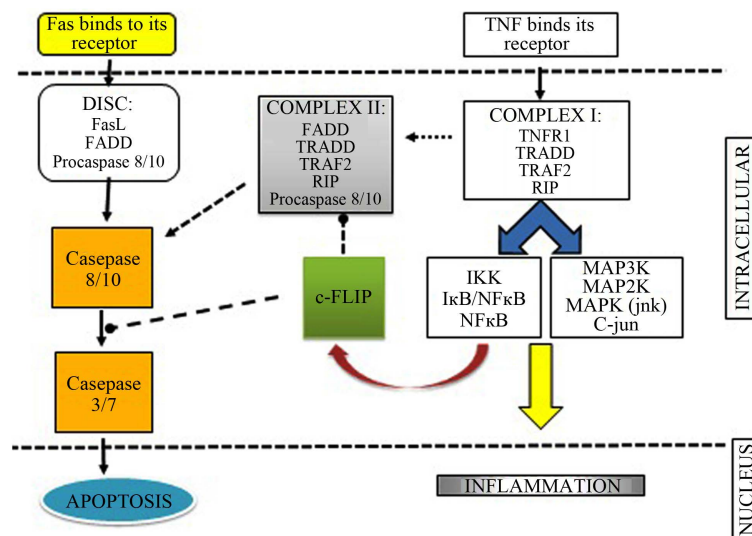 Fas binds to its
receptor
TNF binds its
receptor
DISC:
FasL
FADD
Procaspase 8/10
COMPLEX II:
FADD
TRADD
TRAF2
RIP
Procaspase 8/10
COMPLEX I:
TNFR1
TRADD
TRAF2
RIP
INTRACELLULAR
Casepase
8/10
c-FLIP
IKK
IκB/NFκB
NFκB
MAP3K
MAP2K
MAPK (jnk)
C-jun
Casepase
3/7
APOPTOSIS
INFLAMMATION
NUCLEUS